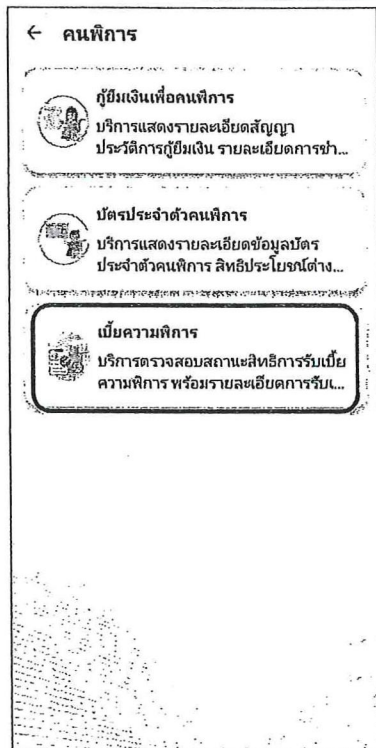 ← คนพิการ
กู้ยืมเงินเพื่อคนพิการ
บริการแสดงรายละเอียดสัญญา
ประวัติการกู้ยืมเงิน รายละเอียดการชำ...
บัตรประจำตัวคนพิการ
บริการแสดงรายละเอียดข้อมูลบัตร
ประจำตัวคนพิการ สิทธิประโยชน์ต่าง...
เบี้ยความพิการ
บริการตรวจสอบสถานะสิทธิการรับเบี้ย
ความพิการ พร้อมรายละเอียดการรับเ...